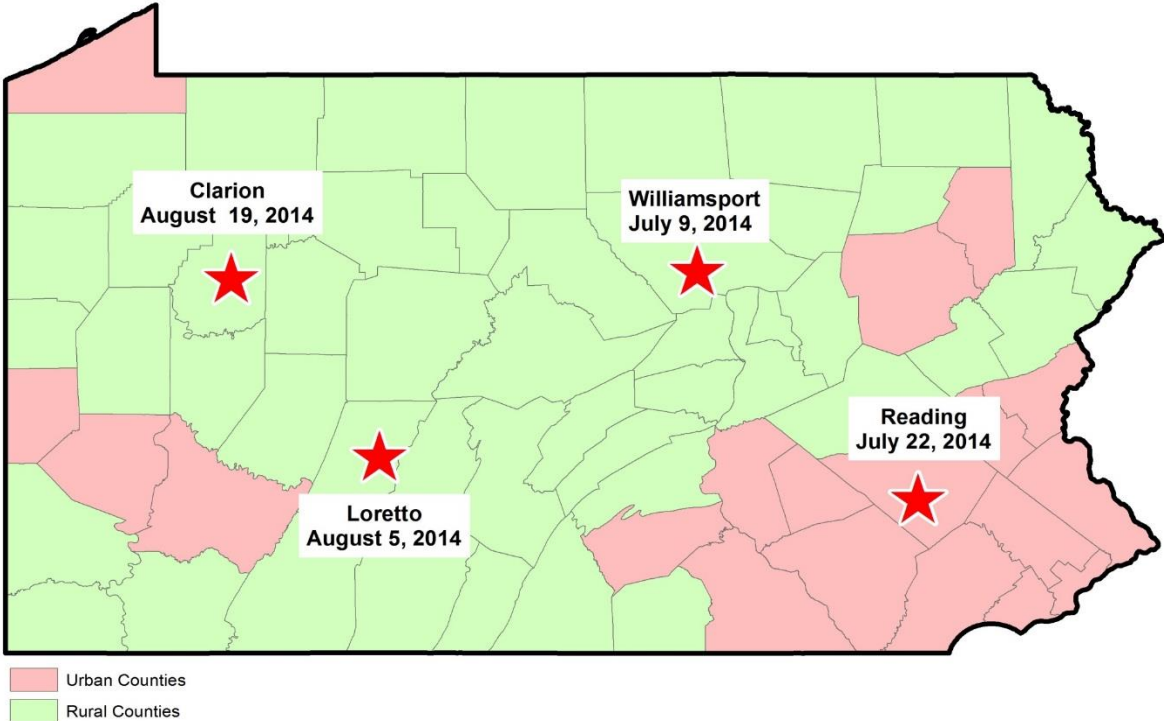 Clarion
August 19, 2014
Williamsport
July 9, 2014
Reading
July 22, 2014
Loretto
August 5, 2014
Urban Counties
Rural Counties